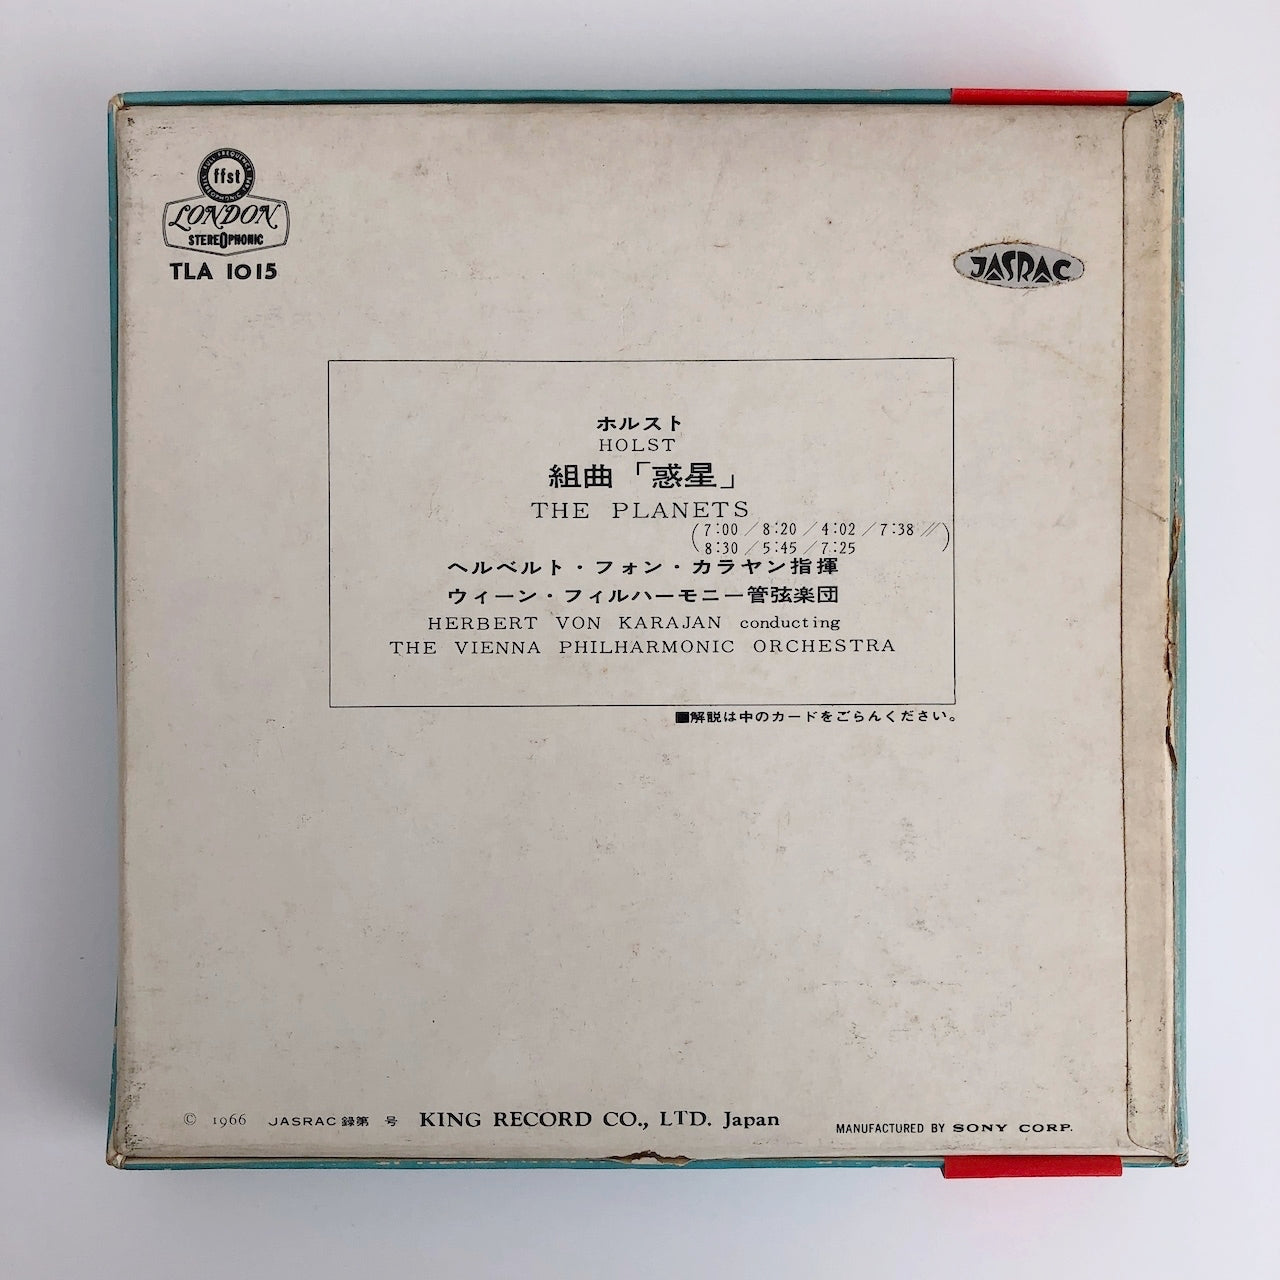 FULL FREQUENCY
ffst
STEREOPHONIC
LONDON
STEREOPHONIC
TLA 1015
JASRAC
ホルスト
HOLST
組曲「惑星」
THE PLANETS
(7:00／8:20／4:02／7:38／／
8:30／5:45／7:25)
ヘルベルト・フォン・カラヤン指揮
ウィーン・フィルハーモニー管弦楽団
HERBERT VON KARAJAN conducting
THE VIENNA PHILHARMONIC ORCHESTRA
■解説は中のカードをごらんください。
© 1966 JASRAC録第 号 KING RECORD CO., LTD. Japan
MANUFACTURED BY SONY CORP.